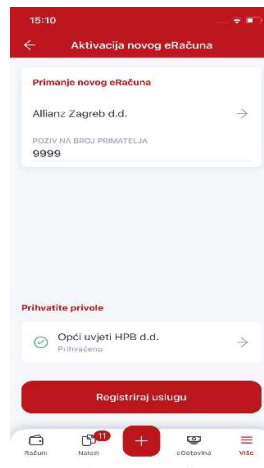 15:10
Aktivacija novog eRačuna
Primanje novog eRačuna
Allianz Zagreb d.d.
POZIV NA BROJ PRIMATELJA
9999
Prihvatite privole
Opći uvjeti HPB d.d.
Prihvaćeno
Registriraj uslugu
11
Računi
Nalozi
eGotovina
Više